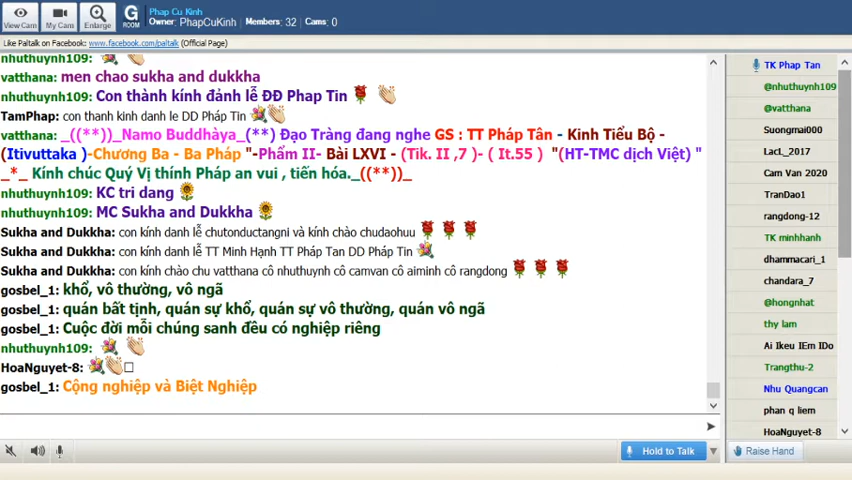 View Cam
My Cams
Enlarge
G
ROOM
Phap Cu Kinh
Owner: PhapCuKinh Members: 32 Cams: 0
Like Paltalk on Facebook: www.facebook.com/paltalk (Official Page)
nhuthuynh109:
vatthana: men chao sukha and dukkha
nhuthuynh109: Con thành kính đảnh lễ ĐĐ Phap Tin
TamPhap: con thanh kinh danh le DD Pháp Tín
vatthana: _((**))_Namo Buddhàya_(**) Đạo Tràng đang nghe GS : TT Pháp Tân - Kinh Tiểu Bộ -
(Itivuttaka )-Chương Ba - Ba Pháp "-Phẩm II- Bài LXVI - (Tik. II ,7 )- ( It.55 ) "(HT-TMC dịch Việt) "
_*_ Kính chúc Quý Vị thính Pháp an vui , tiến hóa._((**))_
nhuthuynh109: KC tri dang
nhuthuynh109: MC Sukha and Dukkha
Sukha and Dukkha: con kính danh lễ chutonductangni và kính chào chudaohuu
Sukha and Dukkha: con kính danh lễ TT Minh Hạnh TT Pháp Tan DD Pháp Tin
Sukha and Dukkha: con kính chào chu vatthana cô nhuthuynh cô camvan cô aiminh cô rangdong
gosbel_1: khổ, vô thường, vô ngã
gosbel_1: quán bất tịnh, quán sự khổ, quán sự vô thường, quán vô ngã
gosbel_1: Cuộc đời mỗi chúng sanh đều có nghiệp riêng
nhuthuynh109:
HoaNguyet-8:
gosbel_1: Cộng nghiệp và Biệt Nghiệp
Hold to Talk
TK Phap Tan
@nhuthuynh109
@vatthana
Suongmai000
LacL_2017
Cam Van 2020
TranDao1
rangdong-12
TK minhhanh
dhammacari_1
chandara_7
@hongnhat
thy lam
Ai Ikeu IEm IDo
Trangthu-2
Nhu Quangcan
phan q liem
HoaNguyet-8
Raise Hand